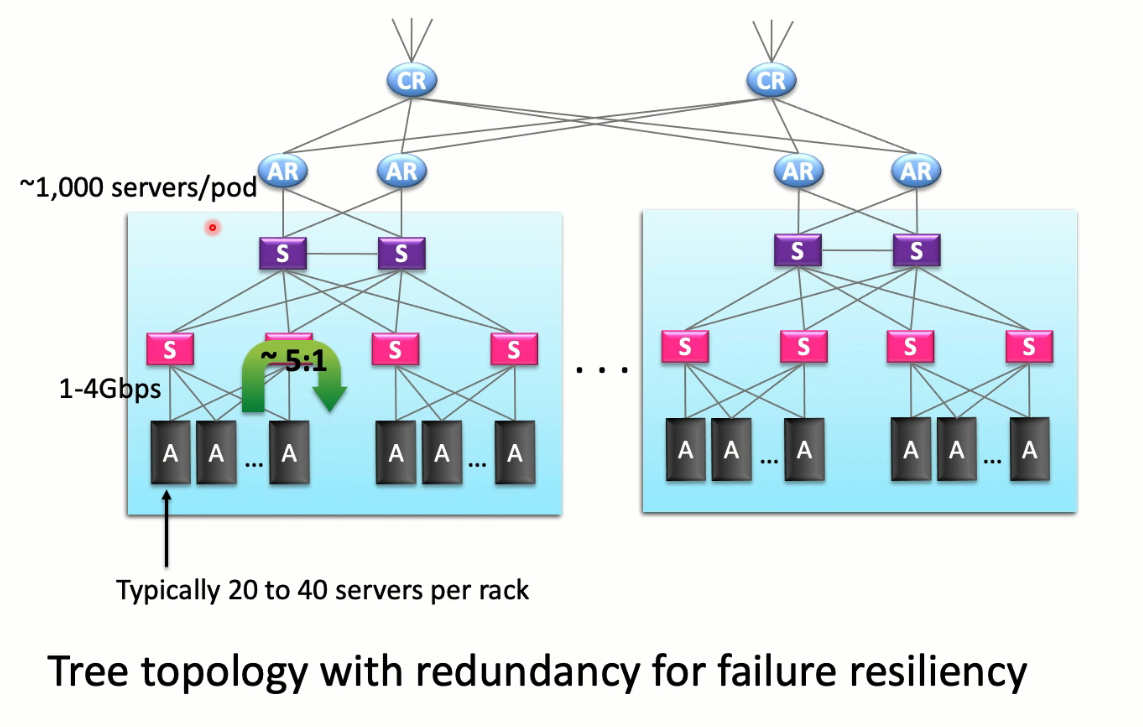 CR CR
AR AR AR AR
~1,000 servers/pod
S S S S
S S S S S S S
~ 5:1
1-4Gbps
. . .
A A ... A A A ... A A A ... A A A ... A
Typically 20 to 40 servers per rack
Tree topology with redundancy for failure resiliency